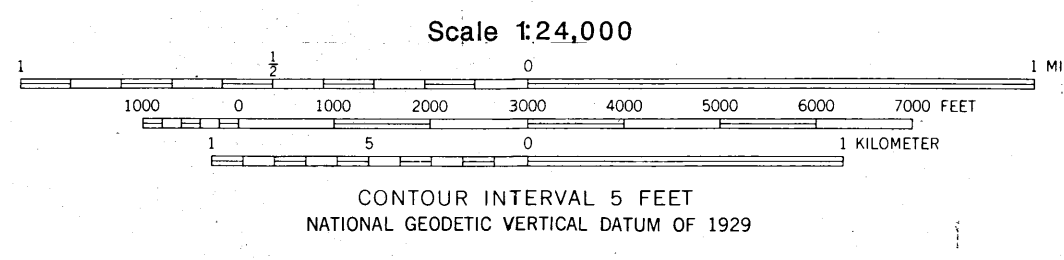 Scale 1:24,000
1 1/2 0 1 MI
1000 0 1000 2000 3000 4000 5000 6000 7000 FEET
1 5 0 1 KILOMETER
CONTOUR INTERVAL 5 FEET
NATIONAL GEODETIC VERTICAL DATUM OF 1929